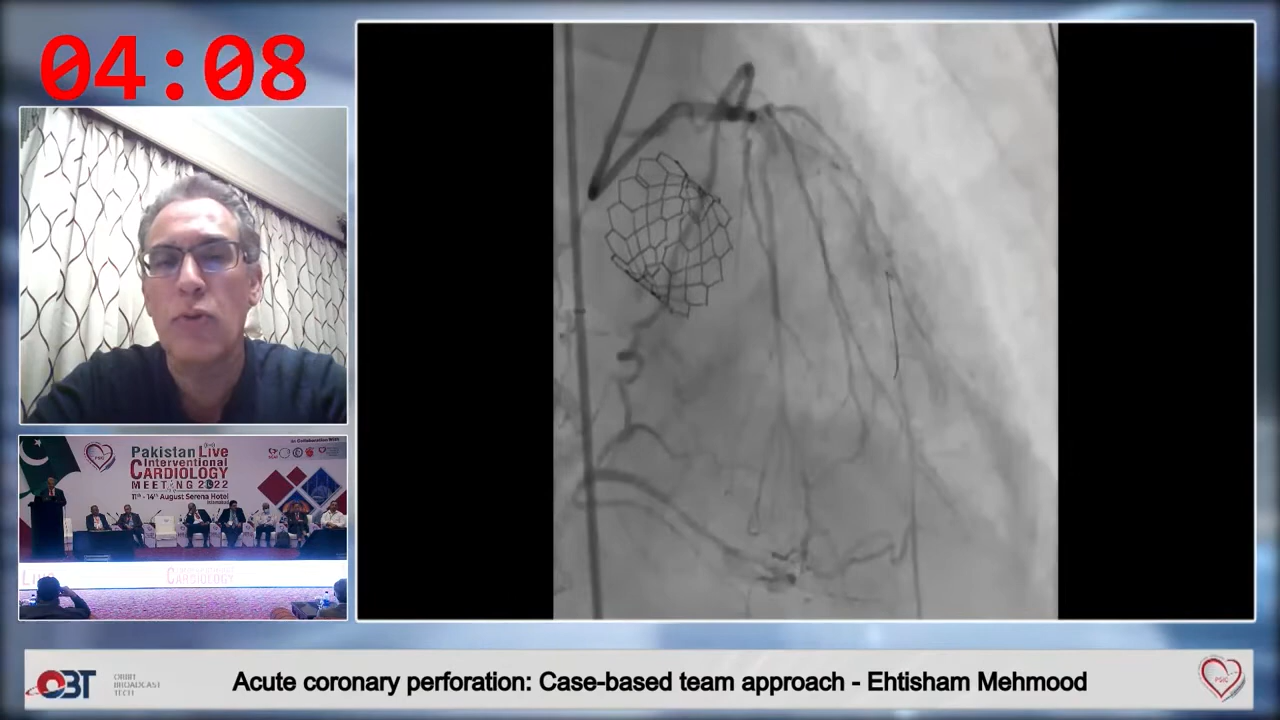 04:08
in Collaboration With
Pakistan Live
Interventional
CARDIOLOGY
MEETING 2022
11th - 14th August Serena Hotel
CARDIOLOGY
OBT
ORBIT
BROADCAST
TECH
Acute coronary perforation: Case-based team approach - Ehtisham Mehmood
PSIC